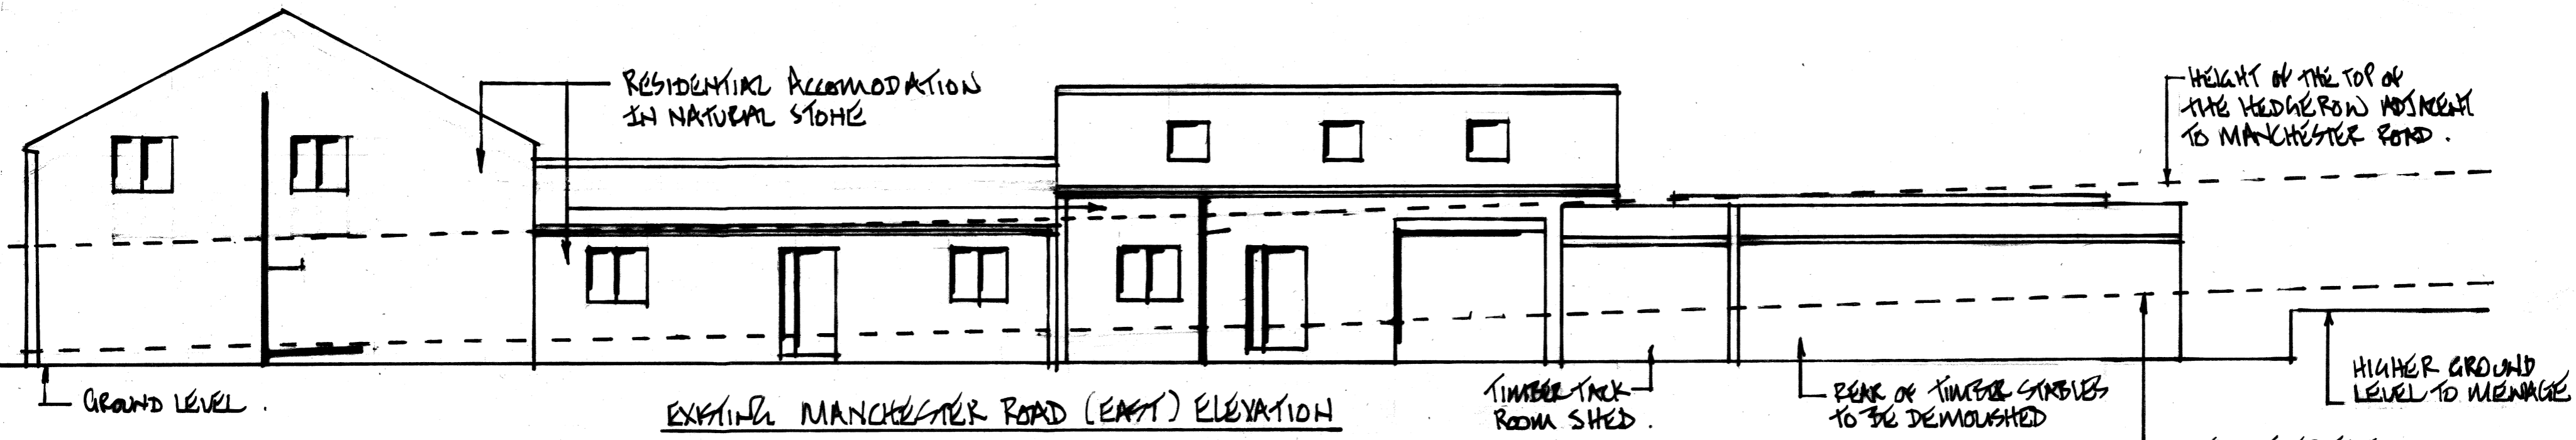 RESIDENTIAL ACCOMODATION
IN NATURAL STONE
HEIGHT OF THE TOP OF
THE HEDGEROW ADJACENT
TO MANCHESTER ROAD.
GROUND LEVEL.
EXISTING MANCHESTER ROAD (EAST) ELEVATION
TIMBER TACK
ROOM SHED.
REAR OF TIMBER STABLES
TO BE DEMOLISHED
HIGHER GROUND
LEVEL TO MENAGE